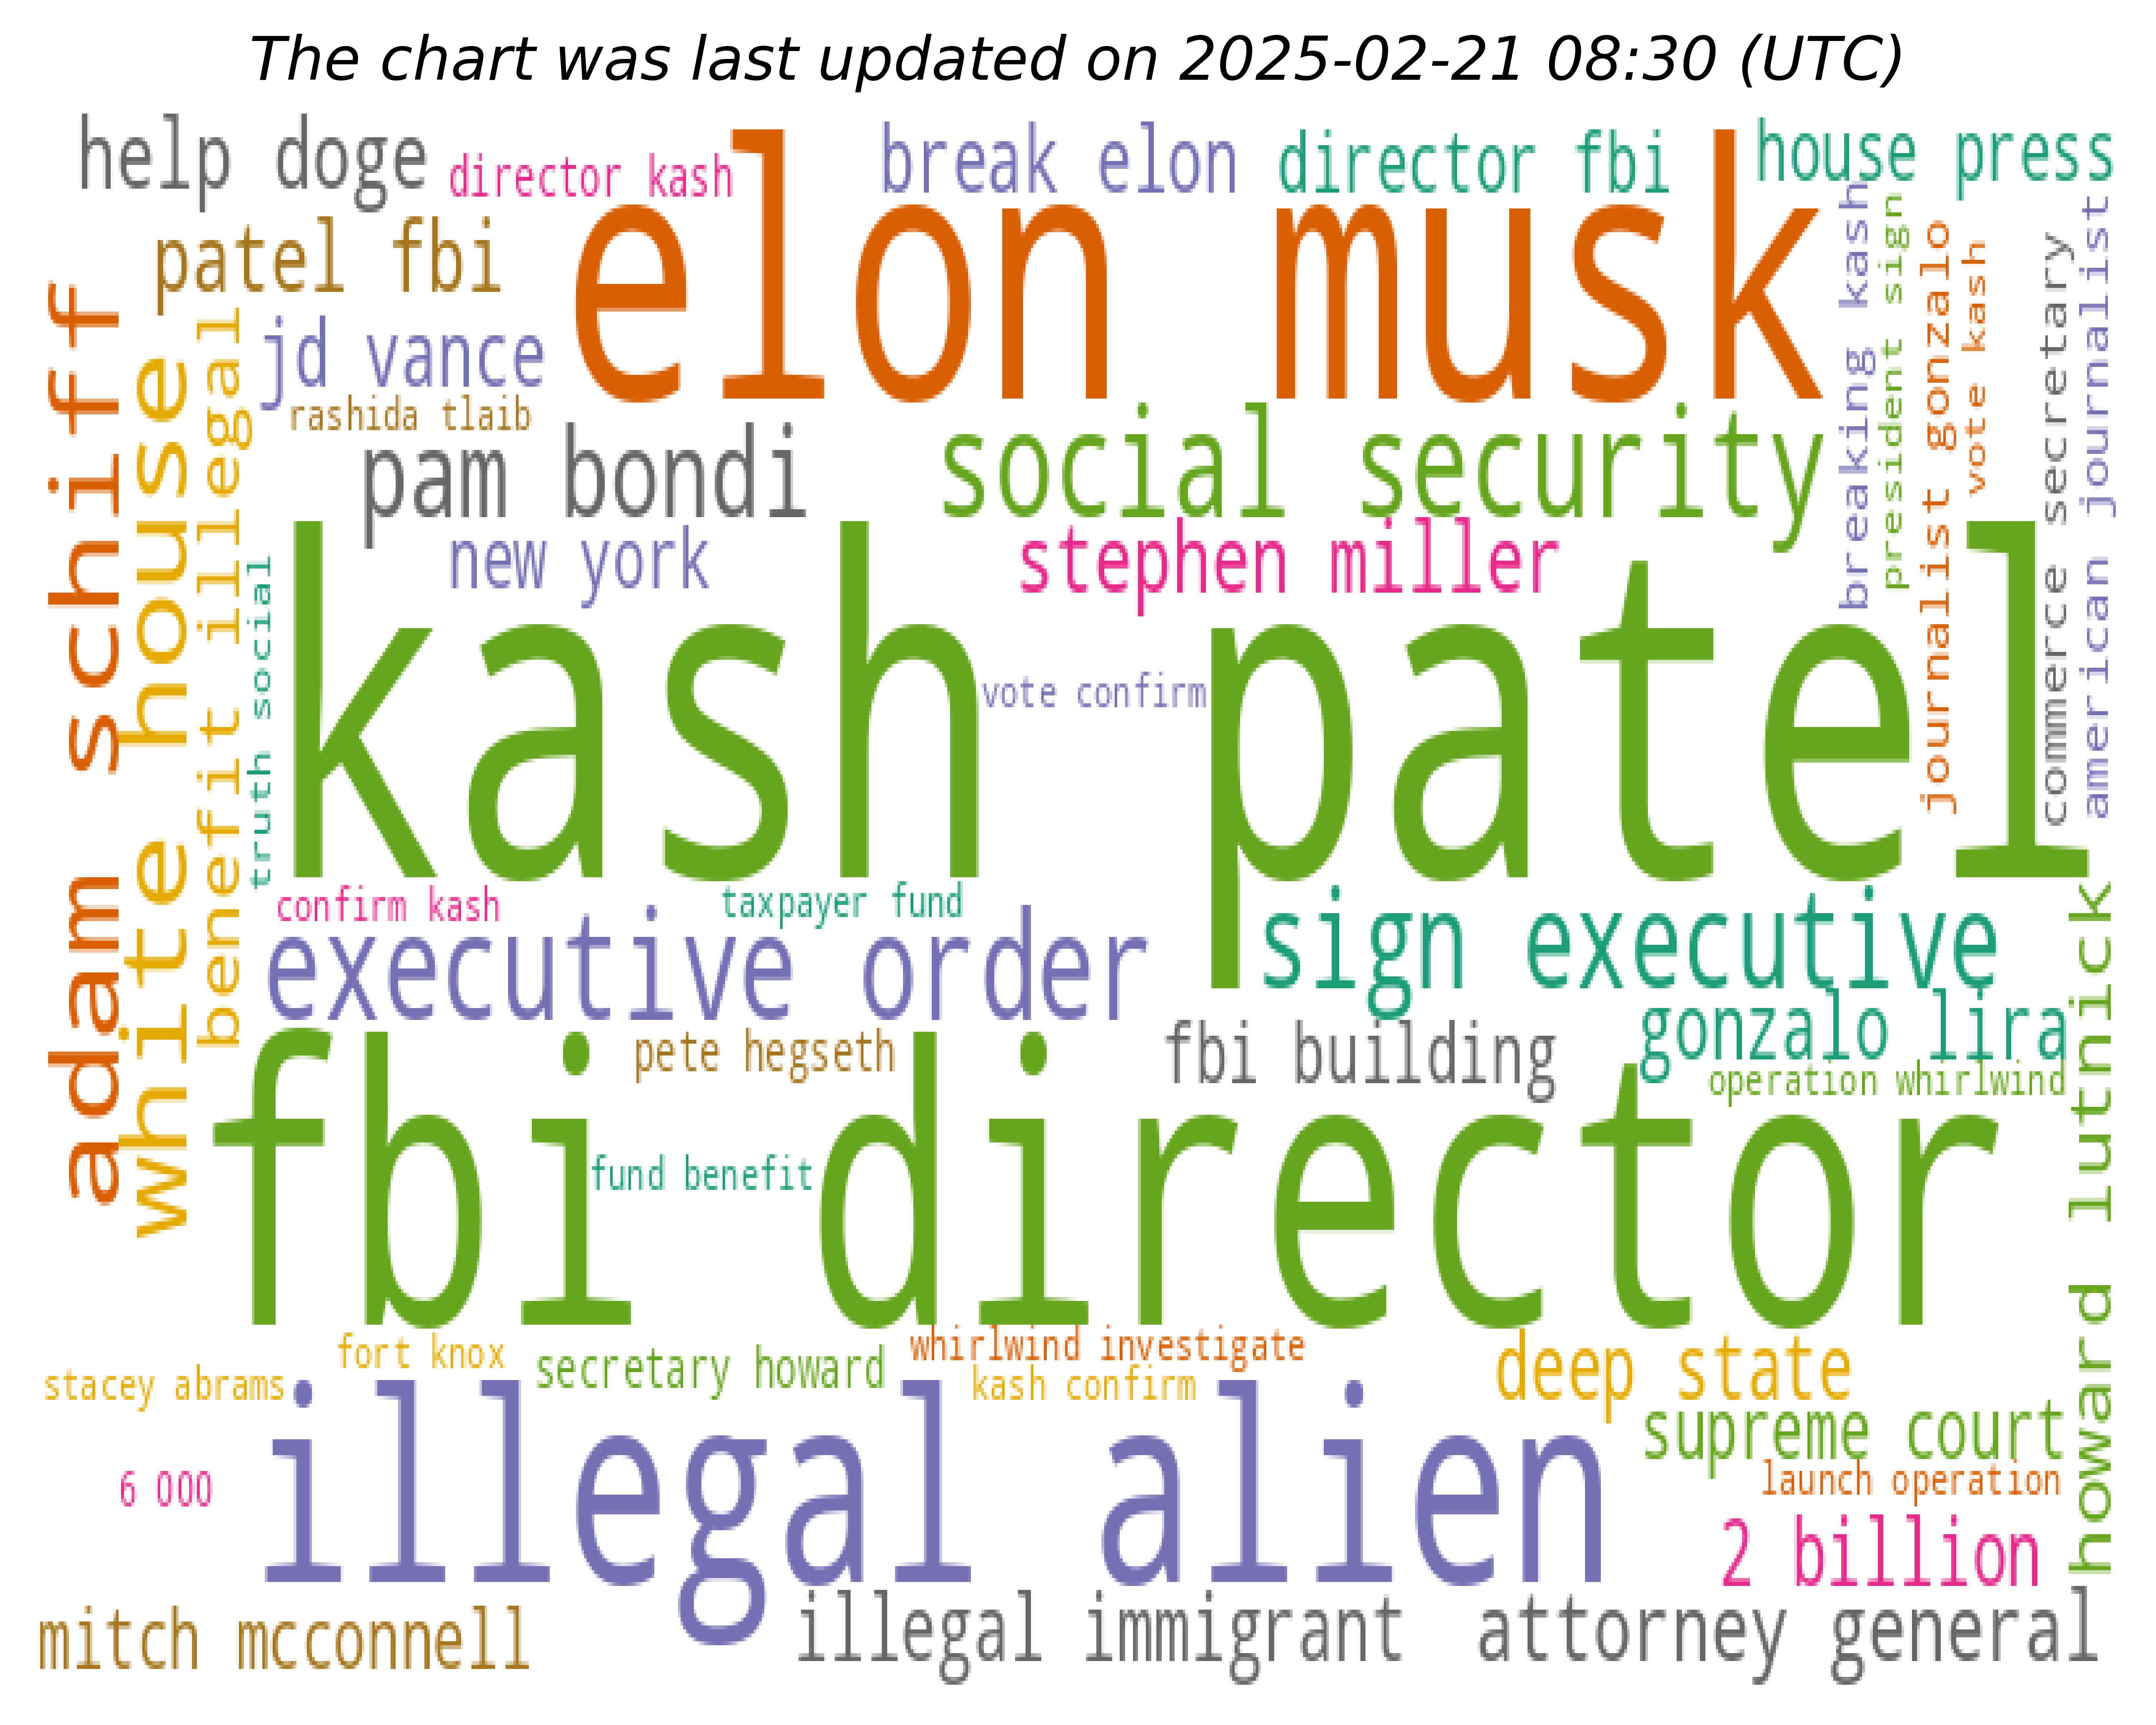 The chart was last updated on 2025-02-21 08:30 (UTC)
help doge
director kash
break elon
director fbi
house press
elon musk
patel fbi
jd vance
rashida tlaib
pam bondi
social security
new york
stephen miller
adam schiff
white house
benefit illegal
truth social
breaking kash
president sign
journalist gonzalo
vote kash
commerce secretary
american journalist
kash patel
vote confirm
confirm kash
taxpayer fund
executive order
sign executive
pete hegseth
fbi building
gonzalo lira
operation whirlwind
howard lutnick
fbi director
fund benefit
fort knox
secretary howard
whirlwind investigate
deep state
stacey abrams
kash confirm
illegal alien
supreme court
6 000
launch operation
2 billion
mitch mcconnell
illegal immigrant
attorney general